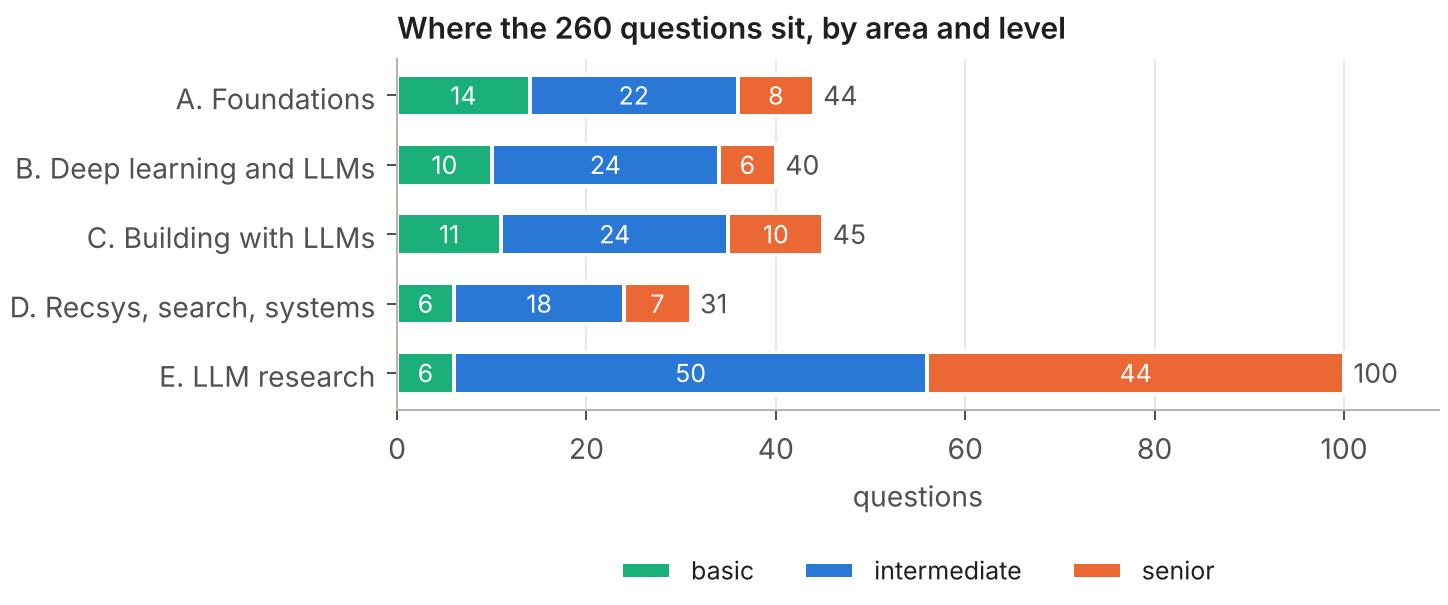 Where the 260 questions sit, by area and level
A. Foundations 14 22 8 44
B. Deep learning and LLMs 10 24 6 40
C. Building with LLMs 11 24 10 45
D. Recsys, search, systems 6 18 7 31
E. LLM research 6 50 44 100
0 20 40 60 80 100
questions
basic intermediate senior